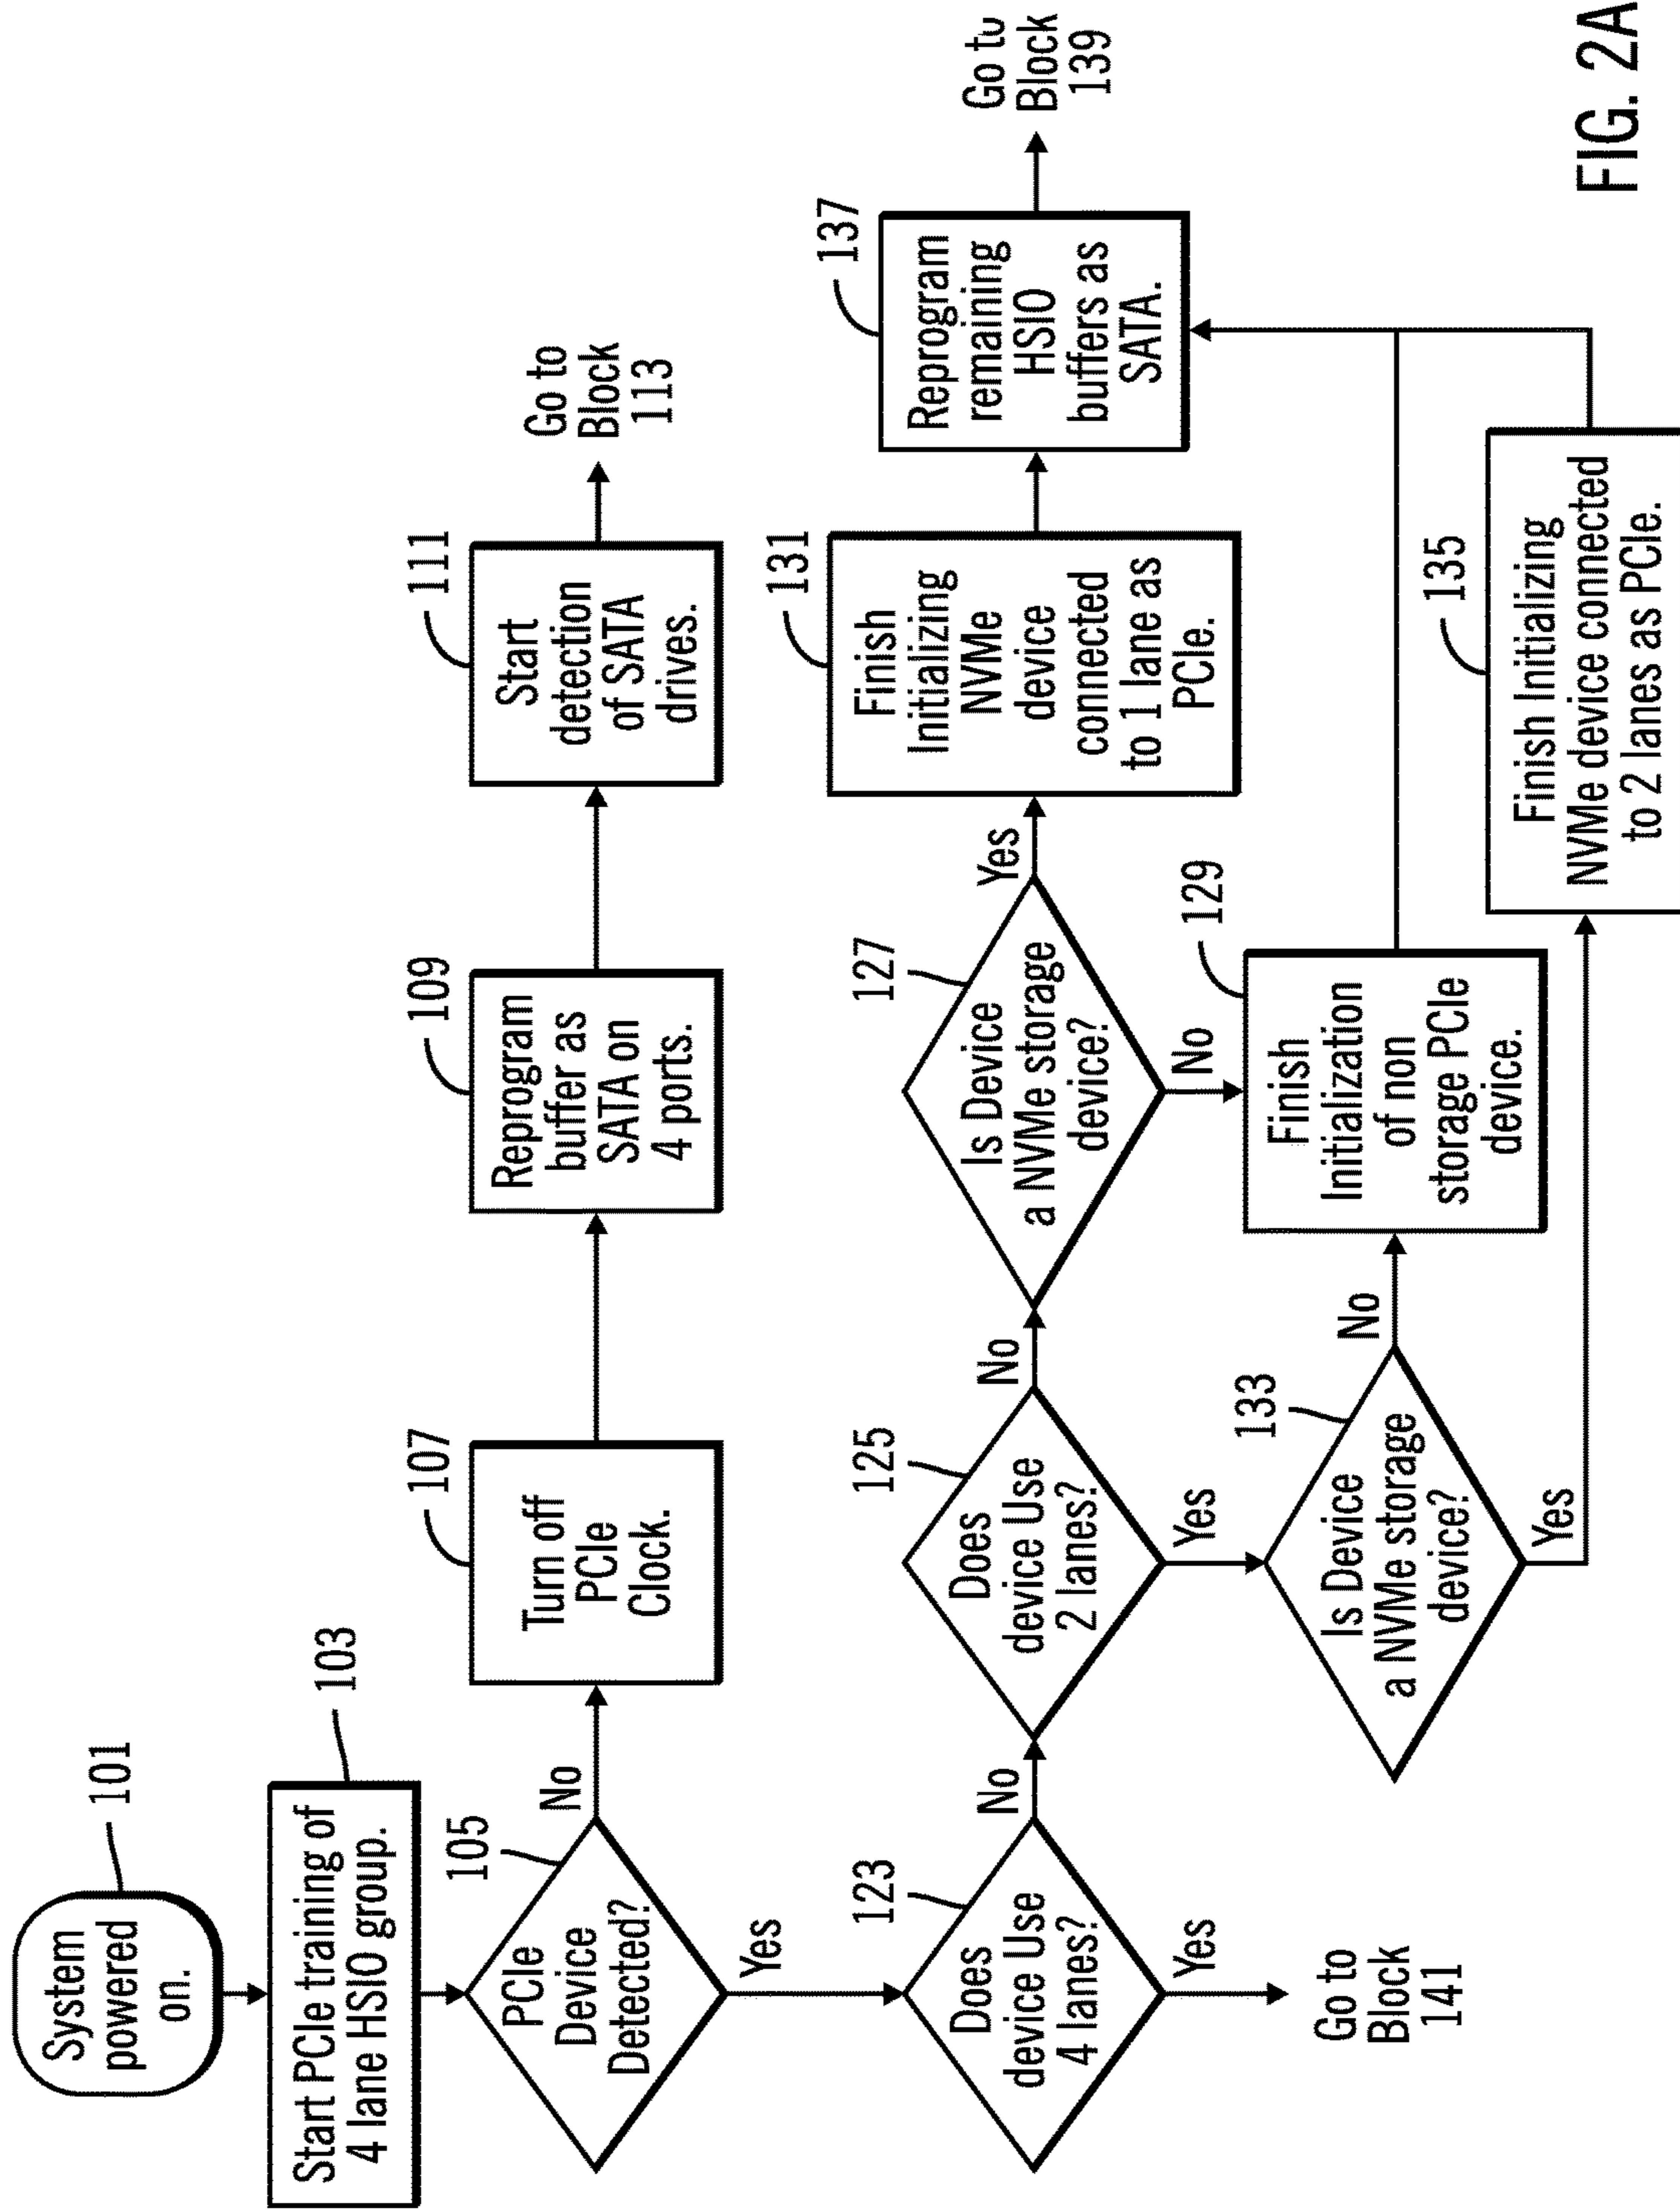 System
powered
on.
101
Start PCIe training of
4 lane HSIO group.
103
PCIe
Device
Detected?
105
No
Yes
Turn off
PCIe
Clock.
107
Reprogram
buffer as
SATA on
4 ports.
109
Start
detection
of SATA
drives.
111
Go to
Block
113
Does
device Use
4 lanes?
123
No
Yes
Go to
Block
141
Does
device Use
2 lanes?
125
No
Yes
Is Device
a NVMe storage
device?
127
Yes
No
Finish
Initializing
NVMe
device
connected
to 1 lane as
PCIe.
131
Reprogram
remaining
HSIO
buffers as
SATA.
137
Go to
Block
139
Is Device
a NVMe storage
device?
133
No
Yes
Finish
Initialization
of non
storage PCIe
device.
129
Finish Initializing
NVMe device connected
to 2 lanes as PCIe.
135
FIG. 2A